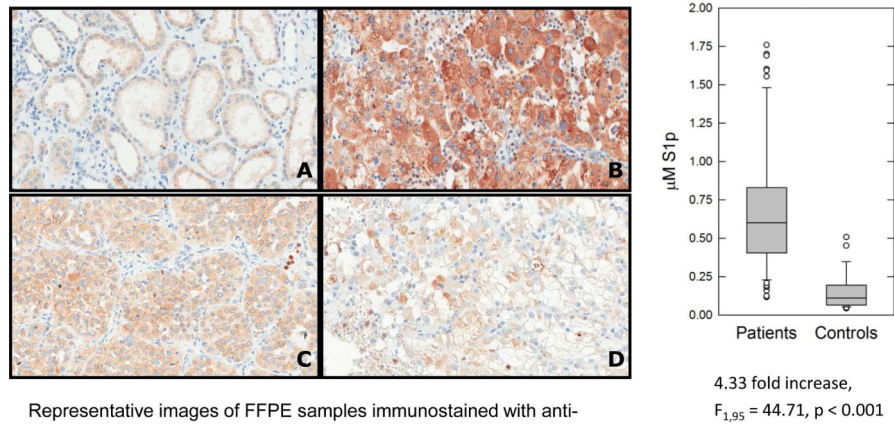 A
B
C
D
Representative images of FFPE samples immunostained with anti-
2.00
1.75
1.50
1.25
1.00
0.75
0.50
0.25
0.00
µM S1p
Patients Controls
4.33 fold increase,
F1,95 = 44.71, p < 0.001